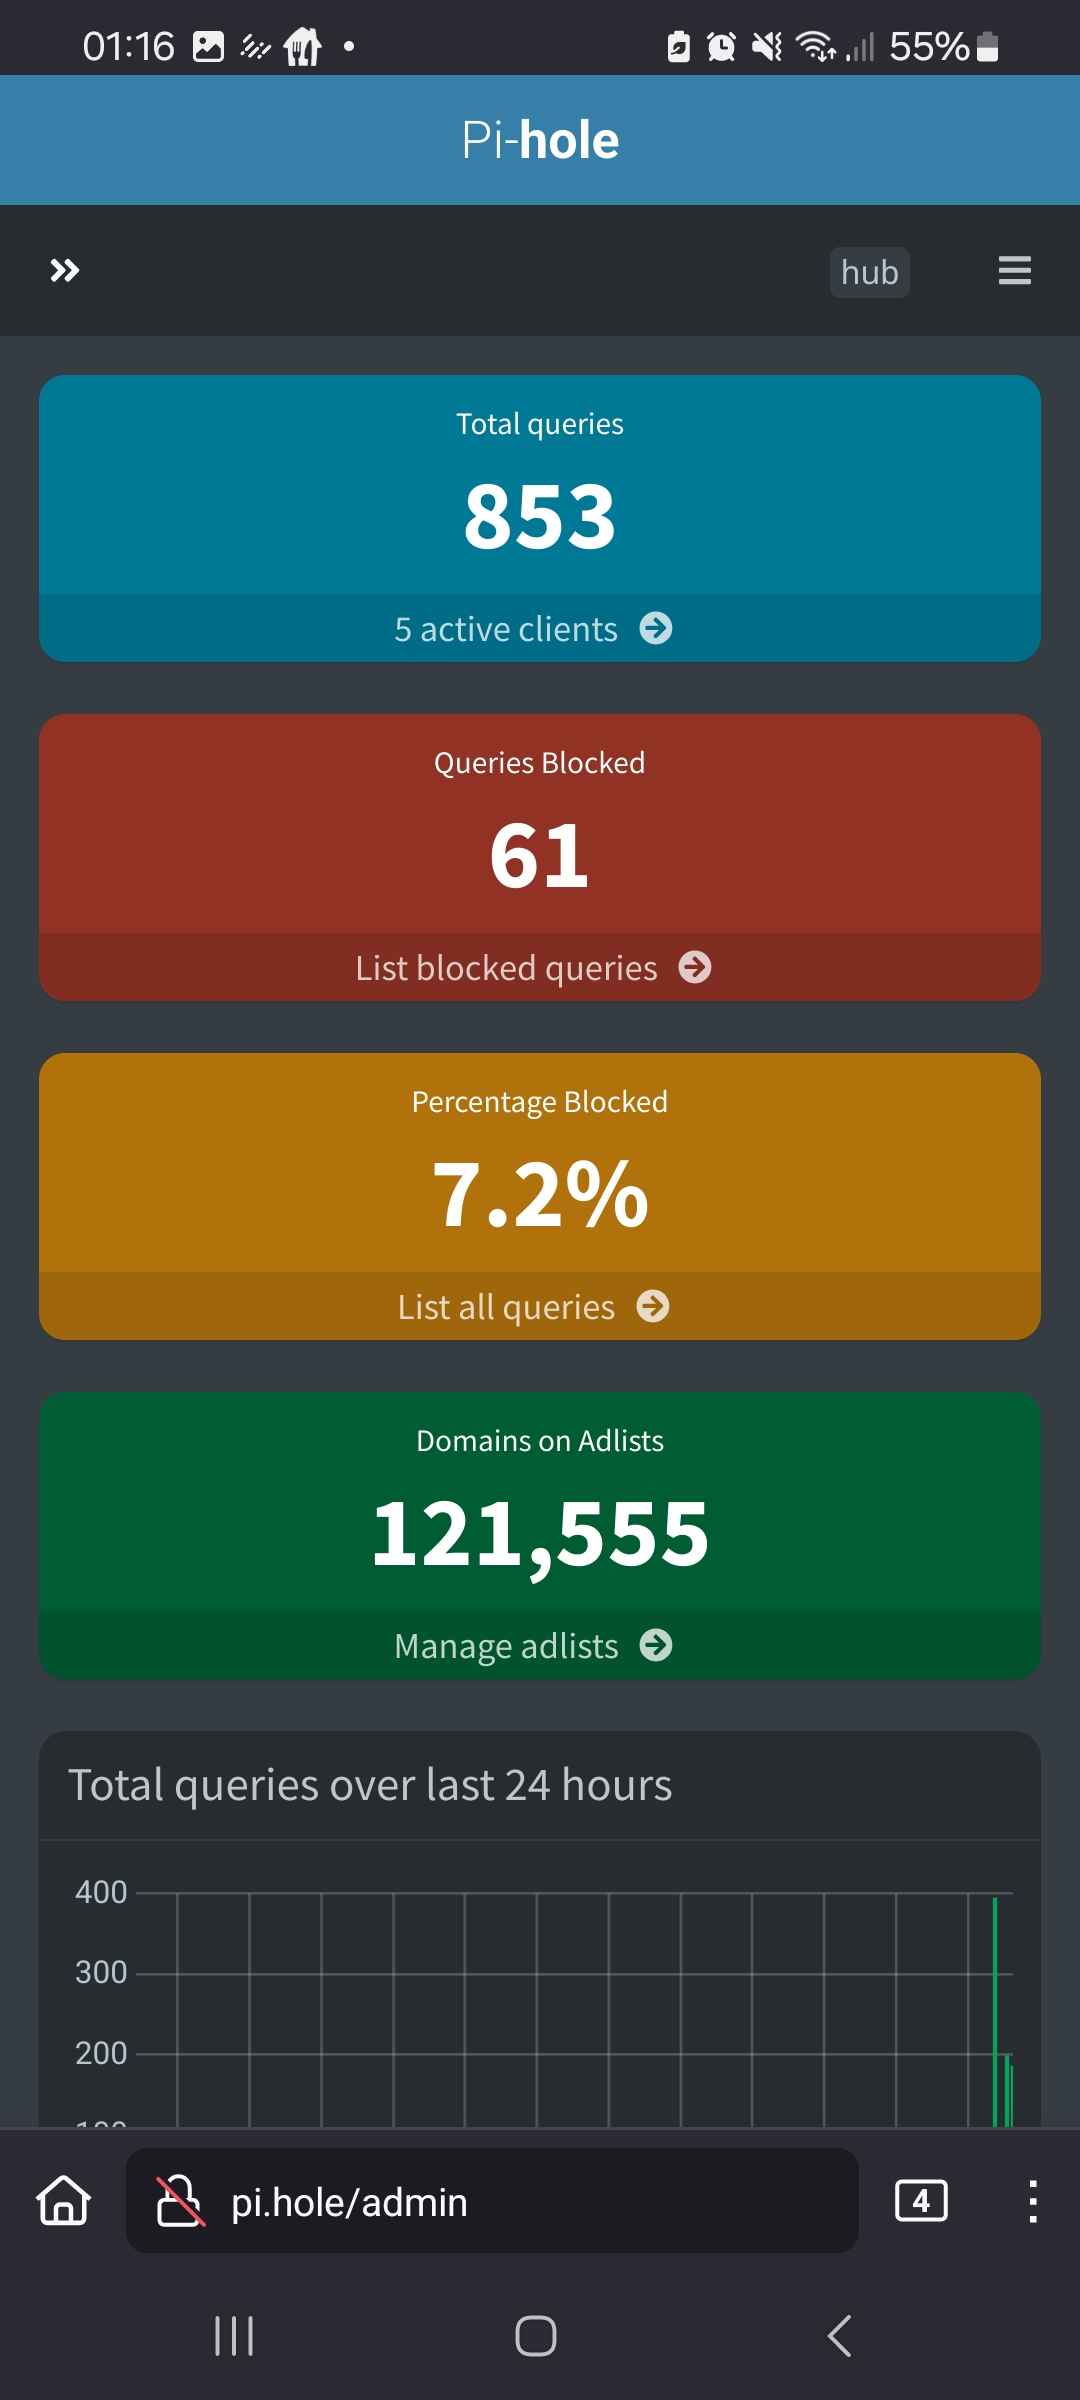 01:16 55%
Pi-hole
hub
Total queries
853
5 active clients
Queries Blocked
61
List blocked queries
Percentage Blocked
7.2%
List all queries
Domains on Adlists
121,555
Manage adlists
Total queries over last 24 hours
400
300
200
100
pi.hole/admin
4